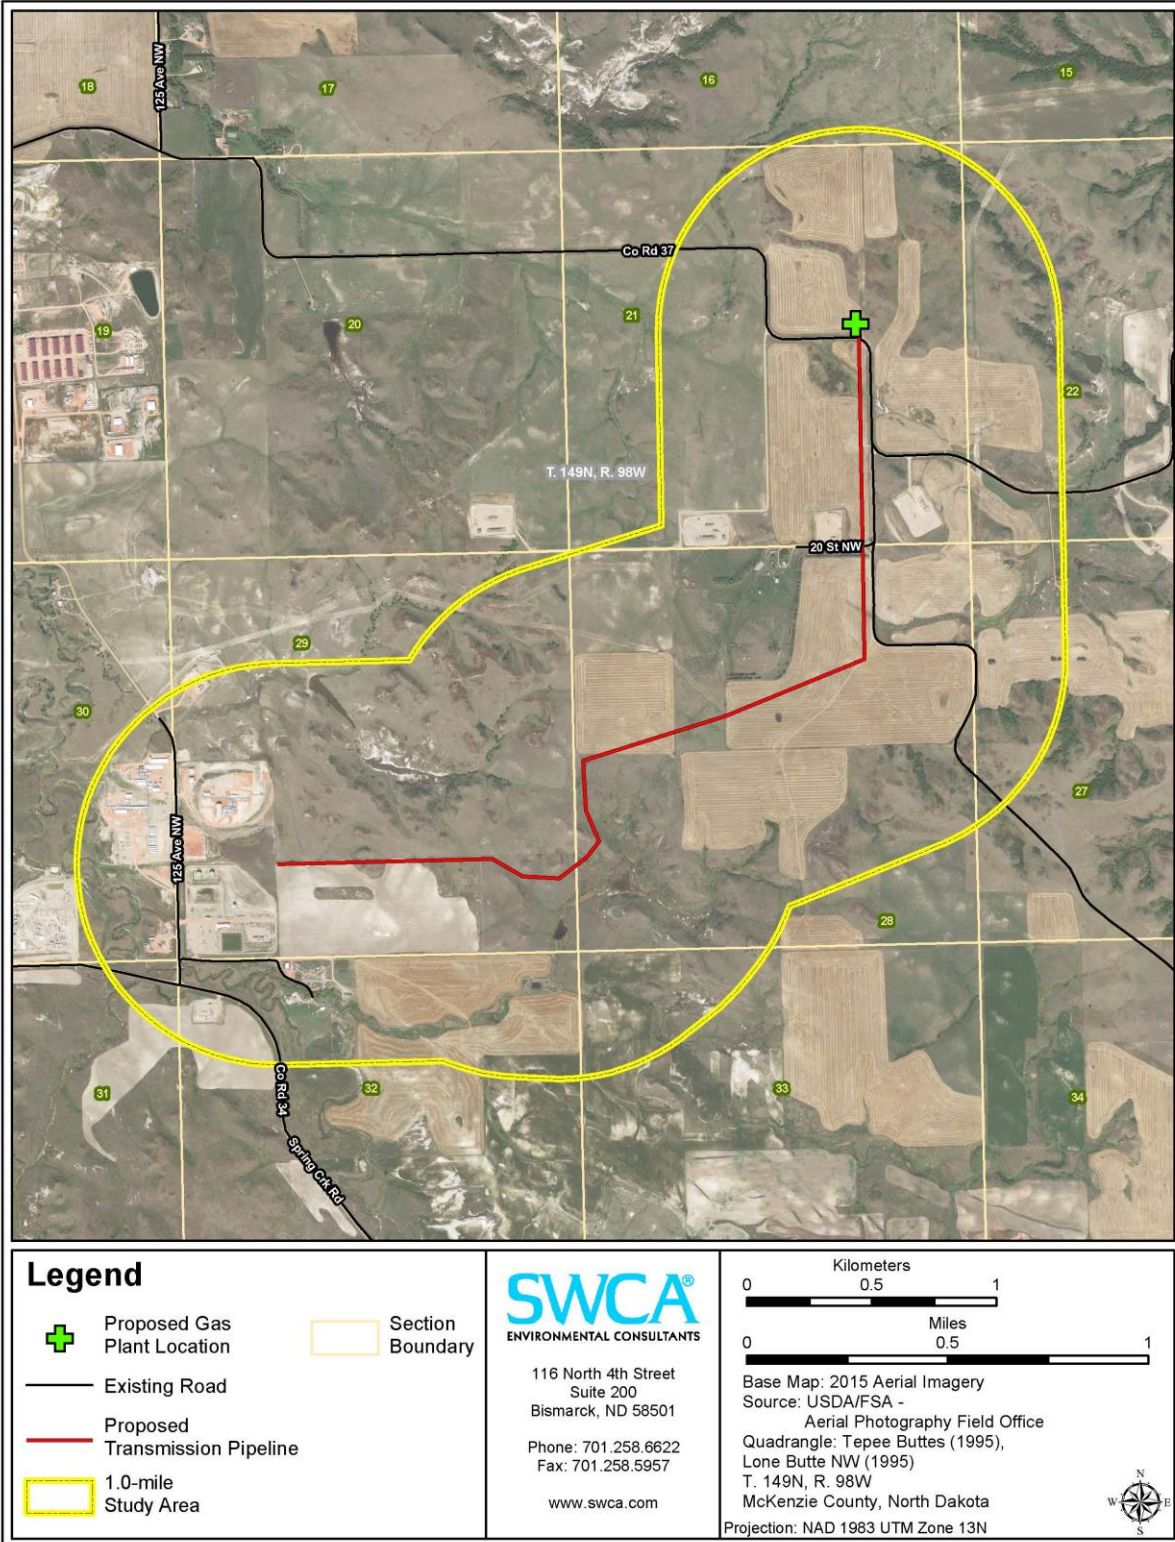 18
125 Ave NW
17
16
15
Co Rd 37
19
20
21
22
T. 149N, R. 98W
20 St NW
29
30
27
125 Ave NW
28
31
Co Rd 34
32
33
34
Spring Crk Rd
Legend
Proposed Gas
Plant Location
Section
Boundary
Existing Road
Proposed
Transmission Pipeline
1.0-mile
Study Area
SWCA®
ENVIRONMENTAL CONSULTANTS
116 North 4th Street
Suite 200
Bismarck, ND 58501
Phone: 701.258.6622
Fax: 701.258.5957
www.swca.com
Kilometers
0 0.5 1
Miles
0 0.5 1
Base Map: 2015 Aerial Imagery
Source: USDA/FSA -
Aerial Photography Field Office
Quadrangle: Tepee Buttes (1995),
Lone Butte NW (1995)
T. 149N, R. 98W
McKenzie County, North Dakota
Projection: NAD 1983 UTM Zone 13N
N
W E
S